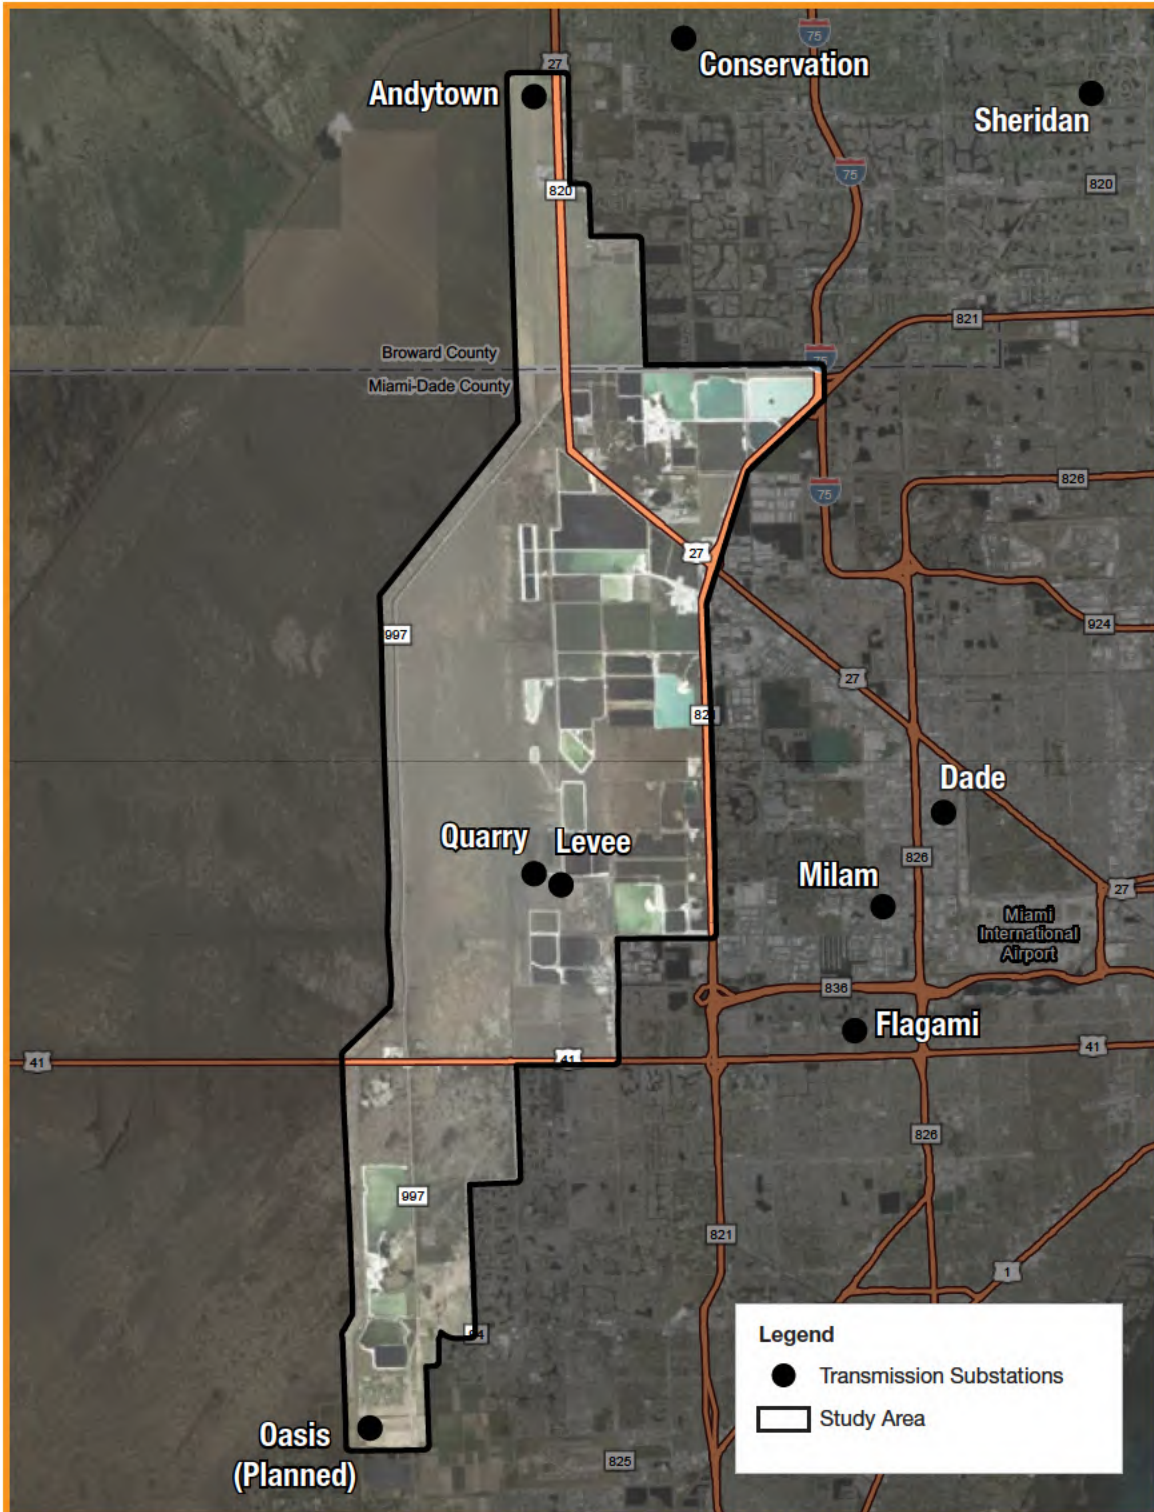 Conservation
75
27
Andytown
Sheridan
75
820
820
821
Broward County
75
Miami-Dade County
826
75
27
924
997
27
821
Dade
Quarry
Levee
826
Milam
27
Miami
International
Airport
836
Flagami
41
41
41
826
997
821
1
94
Legend
Transmission Substations
Study Area
Oasis
(Planned)
825